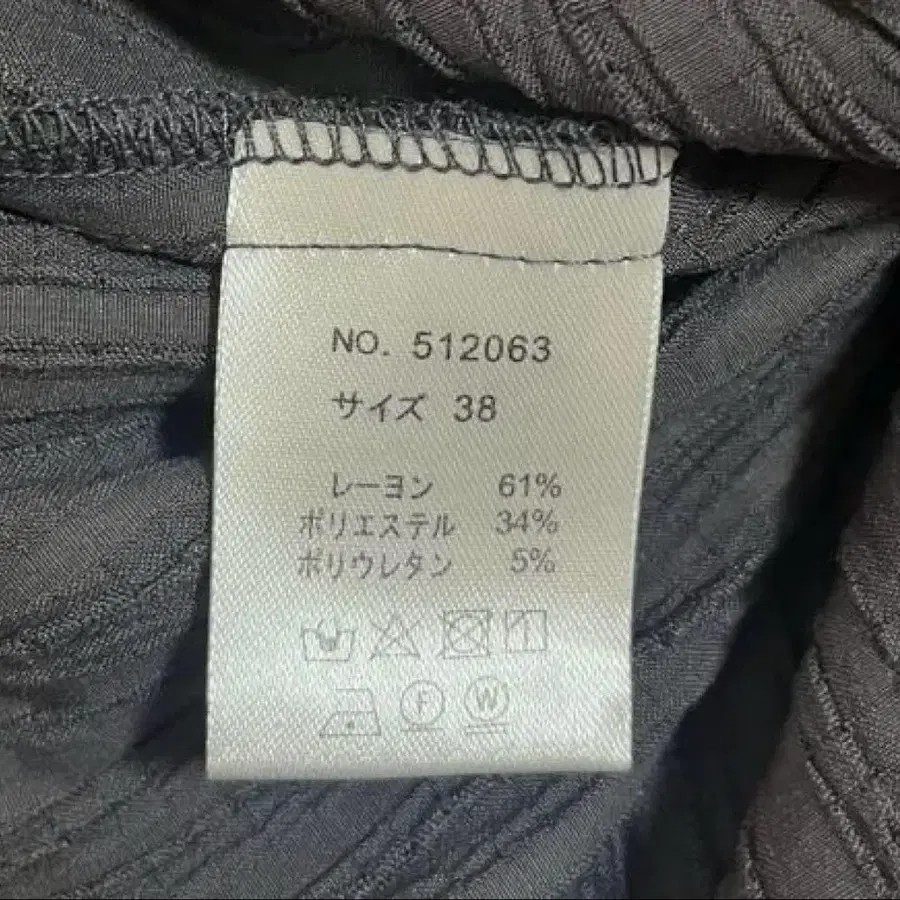 NO. 512063
サイズ 38
レーヨン 61%
ポリエステル 34%
ポリウレタン 5%
F W